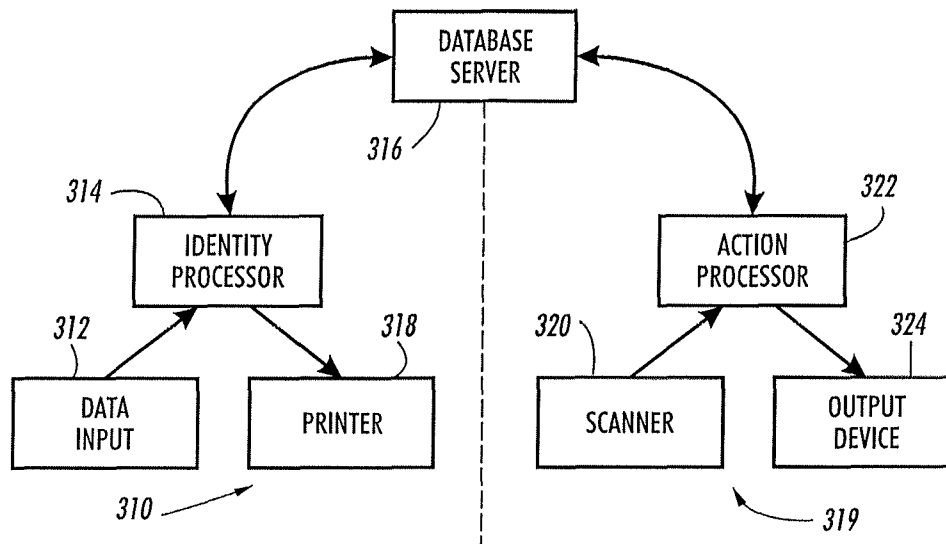 DATABASE
SERVER
316
314
322
IDENTITY
PROCESSOR
ACTION
PROCESSOR
312
318
320
324
DATA
INPUT
PRINTER
SCANNER
OUTPUT
DEVICE
310
319